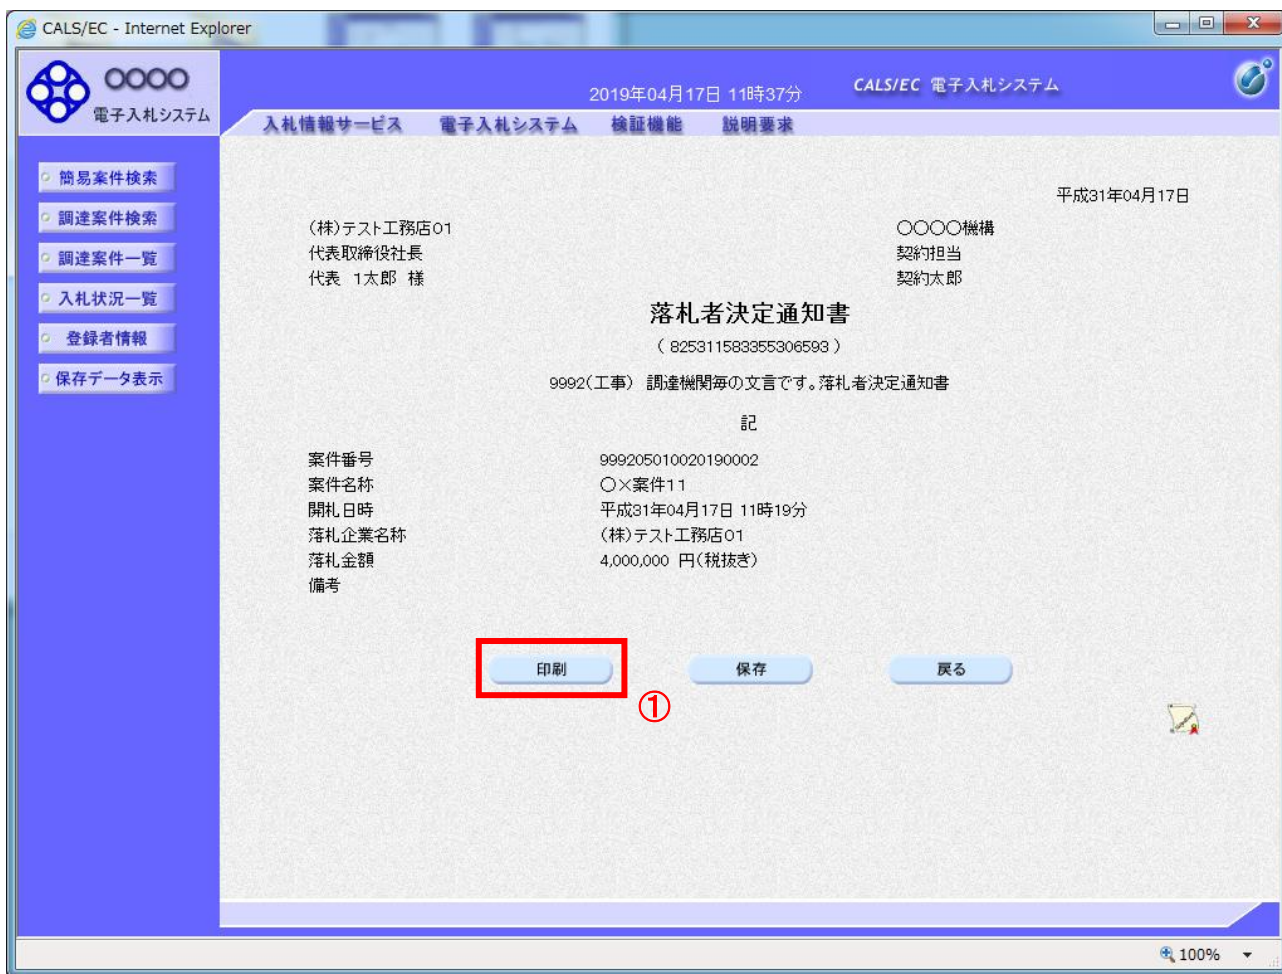 CALS/EC - Internet Explorer
○○○○
電子入札システム
2019年04月17日 11時37分
CALS/EC 電子入札システム
入札情報サービス 電子入札システム 検証機能 説明要求
簡易案件検索
調達案件検索
調達案件一覧
入札状況一覧
登録者情報
保存データ表示
平成31年04月17日
(株)テスト工務店01
代表取締役社長
代表 1太郎 様
○○○○機構
契約担当
契約太郎
落札者決定通知書
(825311583355306593)
9992(工事) 調達機関毎の文言です。落札者決定通知書
記
案件番号 999205010020190002
案件名称 ○×案件11
開札日時 平成31年04月17日 11時19分
落札企業名称 (株)テスト工務店01
落札金額 4,000,000 円(税抜き)
備考
印刷 保存 戻る
①
100%